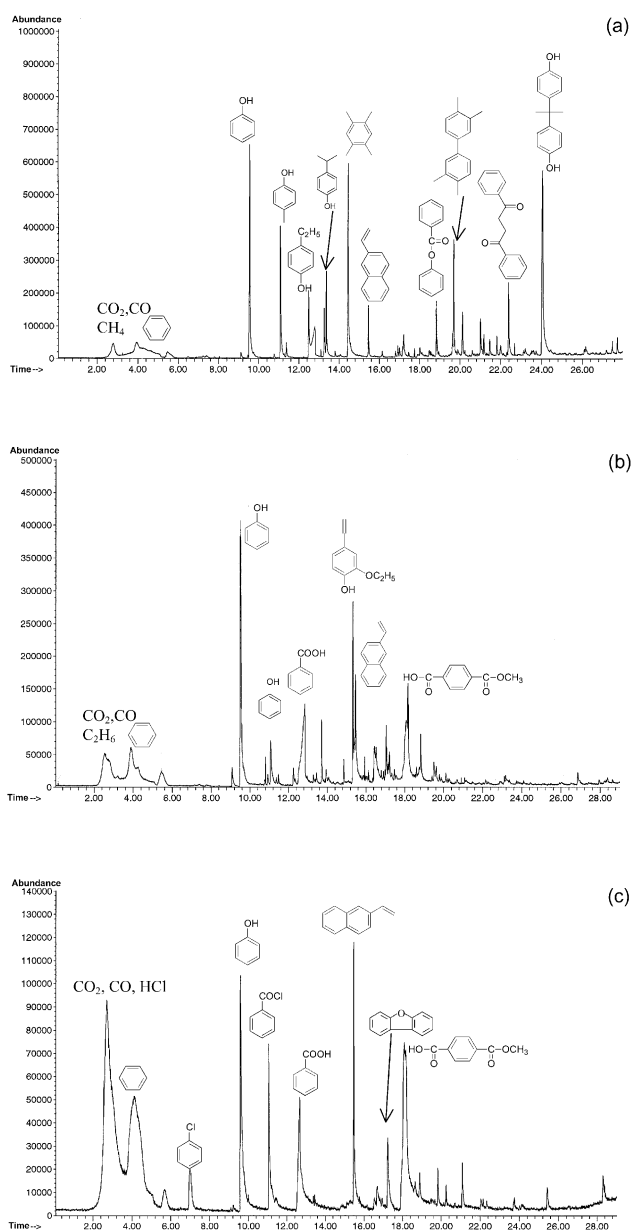 Abundance
(a)
1000000
900000
800000
700000
600000
500000
400000
300000
200000
100000
0
OH
OH
C₂H₅
OH
OH
C=O
O
O
O
OH
OH
CO₂,CO
CH₄
2.00 4.00 6.00 8.00 10.00 12.00 14.00 16.00 18.00 20.00 22.00 24.00 26.00
Time-->
Abundance
(b)
500000
450000
400000
350000
300000
250000
200000
150000
100000
50000
0
OH
OH
COOH
OC₂H₅
OH
HO-C
O
C-OCH₃
O
CO₂,CO
C₂H₆
2.00 4.00 6.00 8.00 10.00 12.00 14.00 16.00 18.00 20.00 22.00 24.00 26.00 28.00
Time-->
Abundance
(c)
140000
130000
120000
110000
100000
90000
80000
70000
60000
50000
40000
30000
20000
10000
0
CO₂, CO, HCl
Cl
OH
COCl
COOH
O
HO-C
O
C-OCH₃
O
2.00 4.00 6.00 8.00 10.00 12.00 14.00 16.00 18.00 20.00 22.00 24.00 26.00 28.00
Time-->